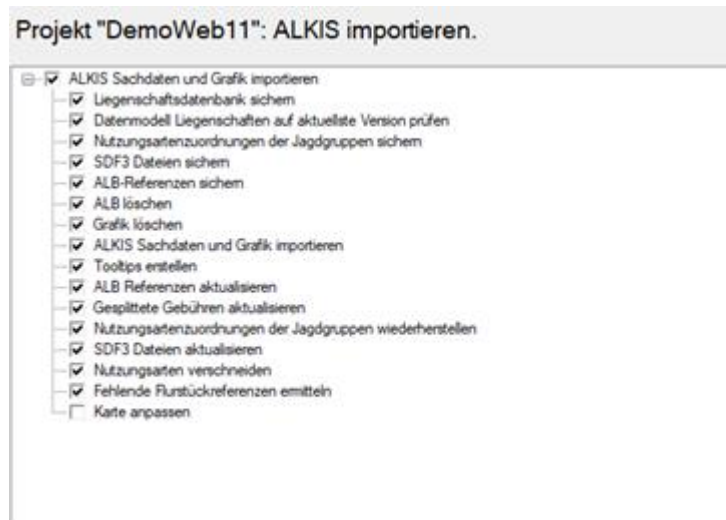 Projekt "DemoWeb11": ALKIS importieren.
ALKIS Sachdaten und Grafik importieren
Liegenschaftsdatenbank sichern
Datenmodell Liegenschaften auf aktuellste Version prüfen
Nutzungsartenzuordnungen der Jagdgruppen sichern
SDF3 Dateien sichern
ALB-Referenzen sichern
ALB löschen
Grafik löschen
ALKIS Sachdaten und Grafik importieren
Tooltips erstellen
ALB Referenzen aktualisieren
Gesplittete Gebühren aktualisieren
Nutzungsartenzuordnungen der Jagdgruppen wiederherstellen
SDF3 Dateien aktualisieren
Nutzungsarten verschneiden
Fehlende Flurstückreferenzen ermitteln
Karte anpassen